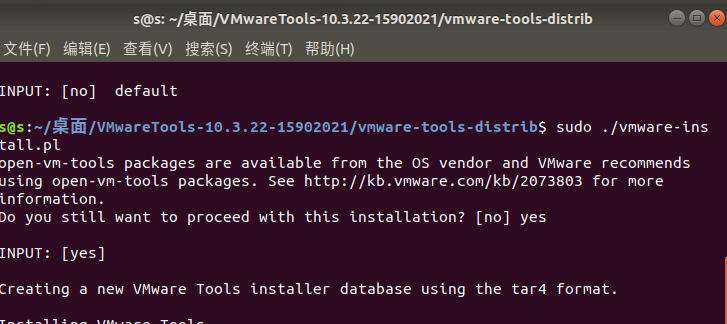 s@s: ~/桌面/VMwareTools-10.3.22-15902021/vmware-tools-distrib
文件(F) 编辑(E) 查看(V) 搜索(S) 终端(T) 帮助(H)
INPUT: [no]  default
s@s:~/桌面/VMwareTools-10.3.22-15902021/vmware-tools-distrib$ sudo ./vmware-ins
tall.pl
open-vm-tools packages are available from the OS vendor and VMware recommends
using open-vm-tools packages. See http://kb.vmware.com/kb/2073803 for more
information.
Do you still want to proceed with this installation? [no] yes
INPUT: [yes]
Creating a new VMware Tools installer database using the tar4 format.
Installing VMware Tools.